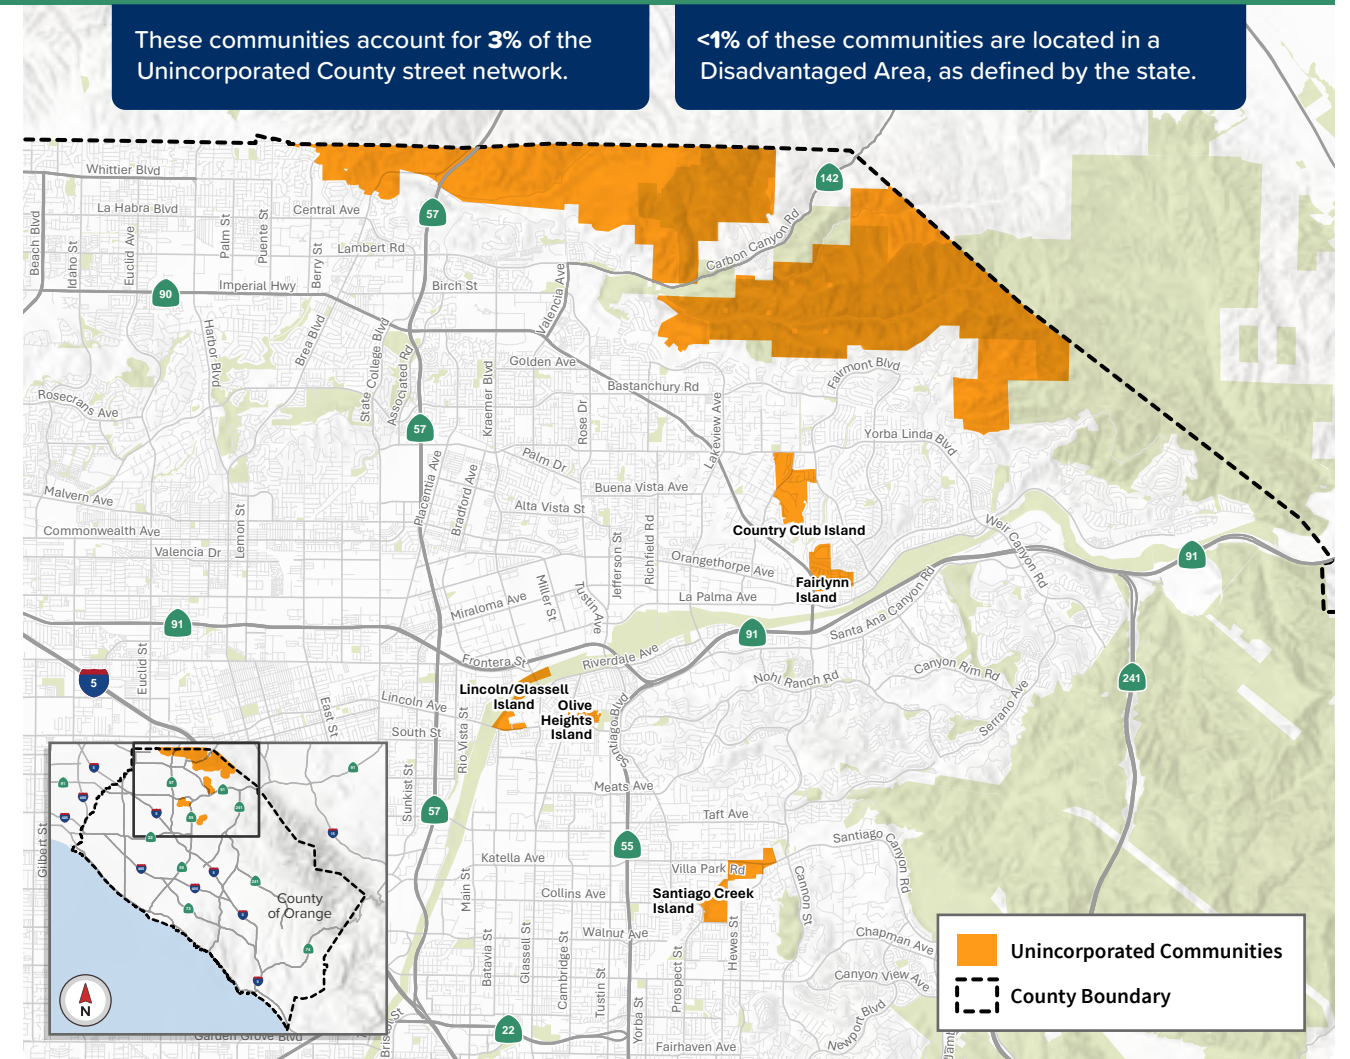 These communities account for 3% of the
Unincorporated County street network.
<1% of these communities are located in a
Disadvantaged Area, as defined by the state.
Whittier Blvd
La Habra Blvd
Central Ave
Lambert Rd
Beach Blvd
Idaho St
Euclid Ave
Palm St
Puente St
Berry St
57
142
Carbon Canyon Rd
90
Imperial Hwy
Birch St
Valencia Ave
Harbor Blvd
Brea Blvd
State College Blvd
Associated Rd
Kraemer Blvd
Golden Ave
Bastanchury Rd
Fairmont Blvd
Rosecrans Ave
57
Rose Dr
Lakeview Ave
Yorba Linda Blvd
Placentia Ave
Bradford Ave
Palm Dr
Buena Vista Ave
Alta Vista St
Malvern Ave
Commonwealth Ave
Valencia Dr
Lemon St
Country Club Island
Jefferson St
Richfield Rd
Orangethorpe Ave
Fairlynn
Island
La Palma Ave
Weir Canyon Rd
91
Miraloma Ave
Miller St
Tustin Ave
Santa Ana Canyon Rd
91
91
Frontera St
Riverdale Ave
Euclid St
5
Nohl Ranch Rd
Canyon Rim Rd
Serrano Ave
241
Lincoln/Glassell
Island
Olive
Heights
Island
Lincoln Ave
South St
East St
Rio Vista St
Santiago Blvd
Meats Ave
Sunkist St
57
Taft Ave
55
Katella Ave
Villa Park Rd
Santiago
Canyon Rd
Cannon St
Santiago Creek
Island
Collins Ave
Main St
Walnut Ave
Hewes St
Prospect St
Batavia St
Glassell St
Cambridge St
Tustin St
Yorba St
Chapman Ave
Canyon View Ave
Newport Blvd
Fairhaven Ave
22
Bristol St
Garden Grove Blvd
Gilbert St
County
of Orange
N
Unincorporated Communities
County Boundary